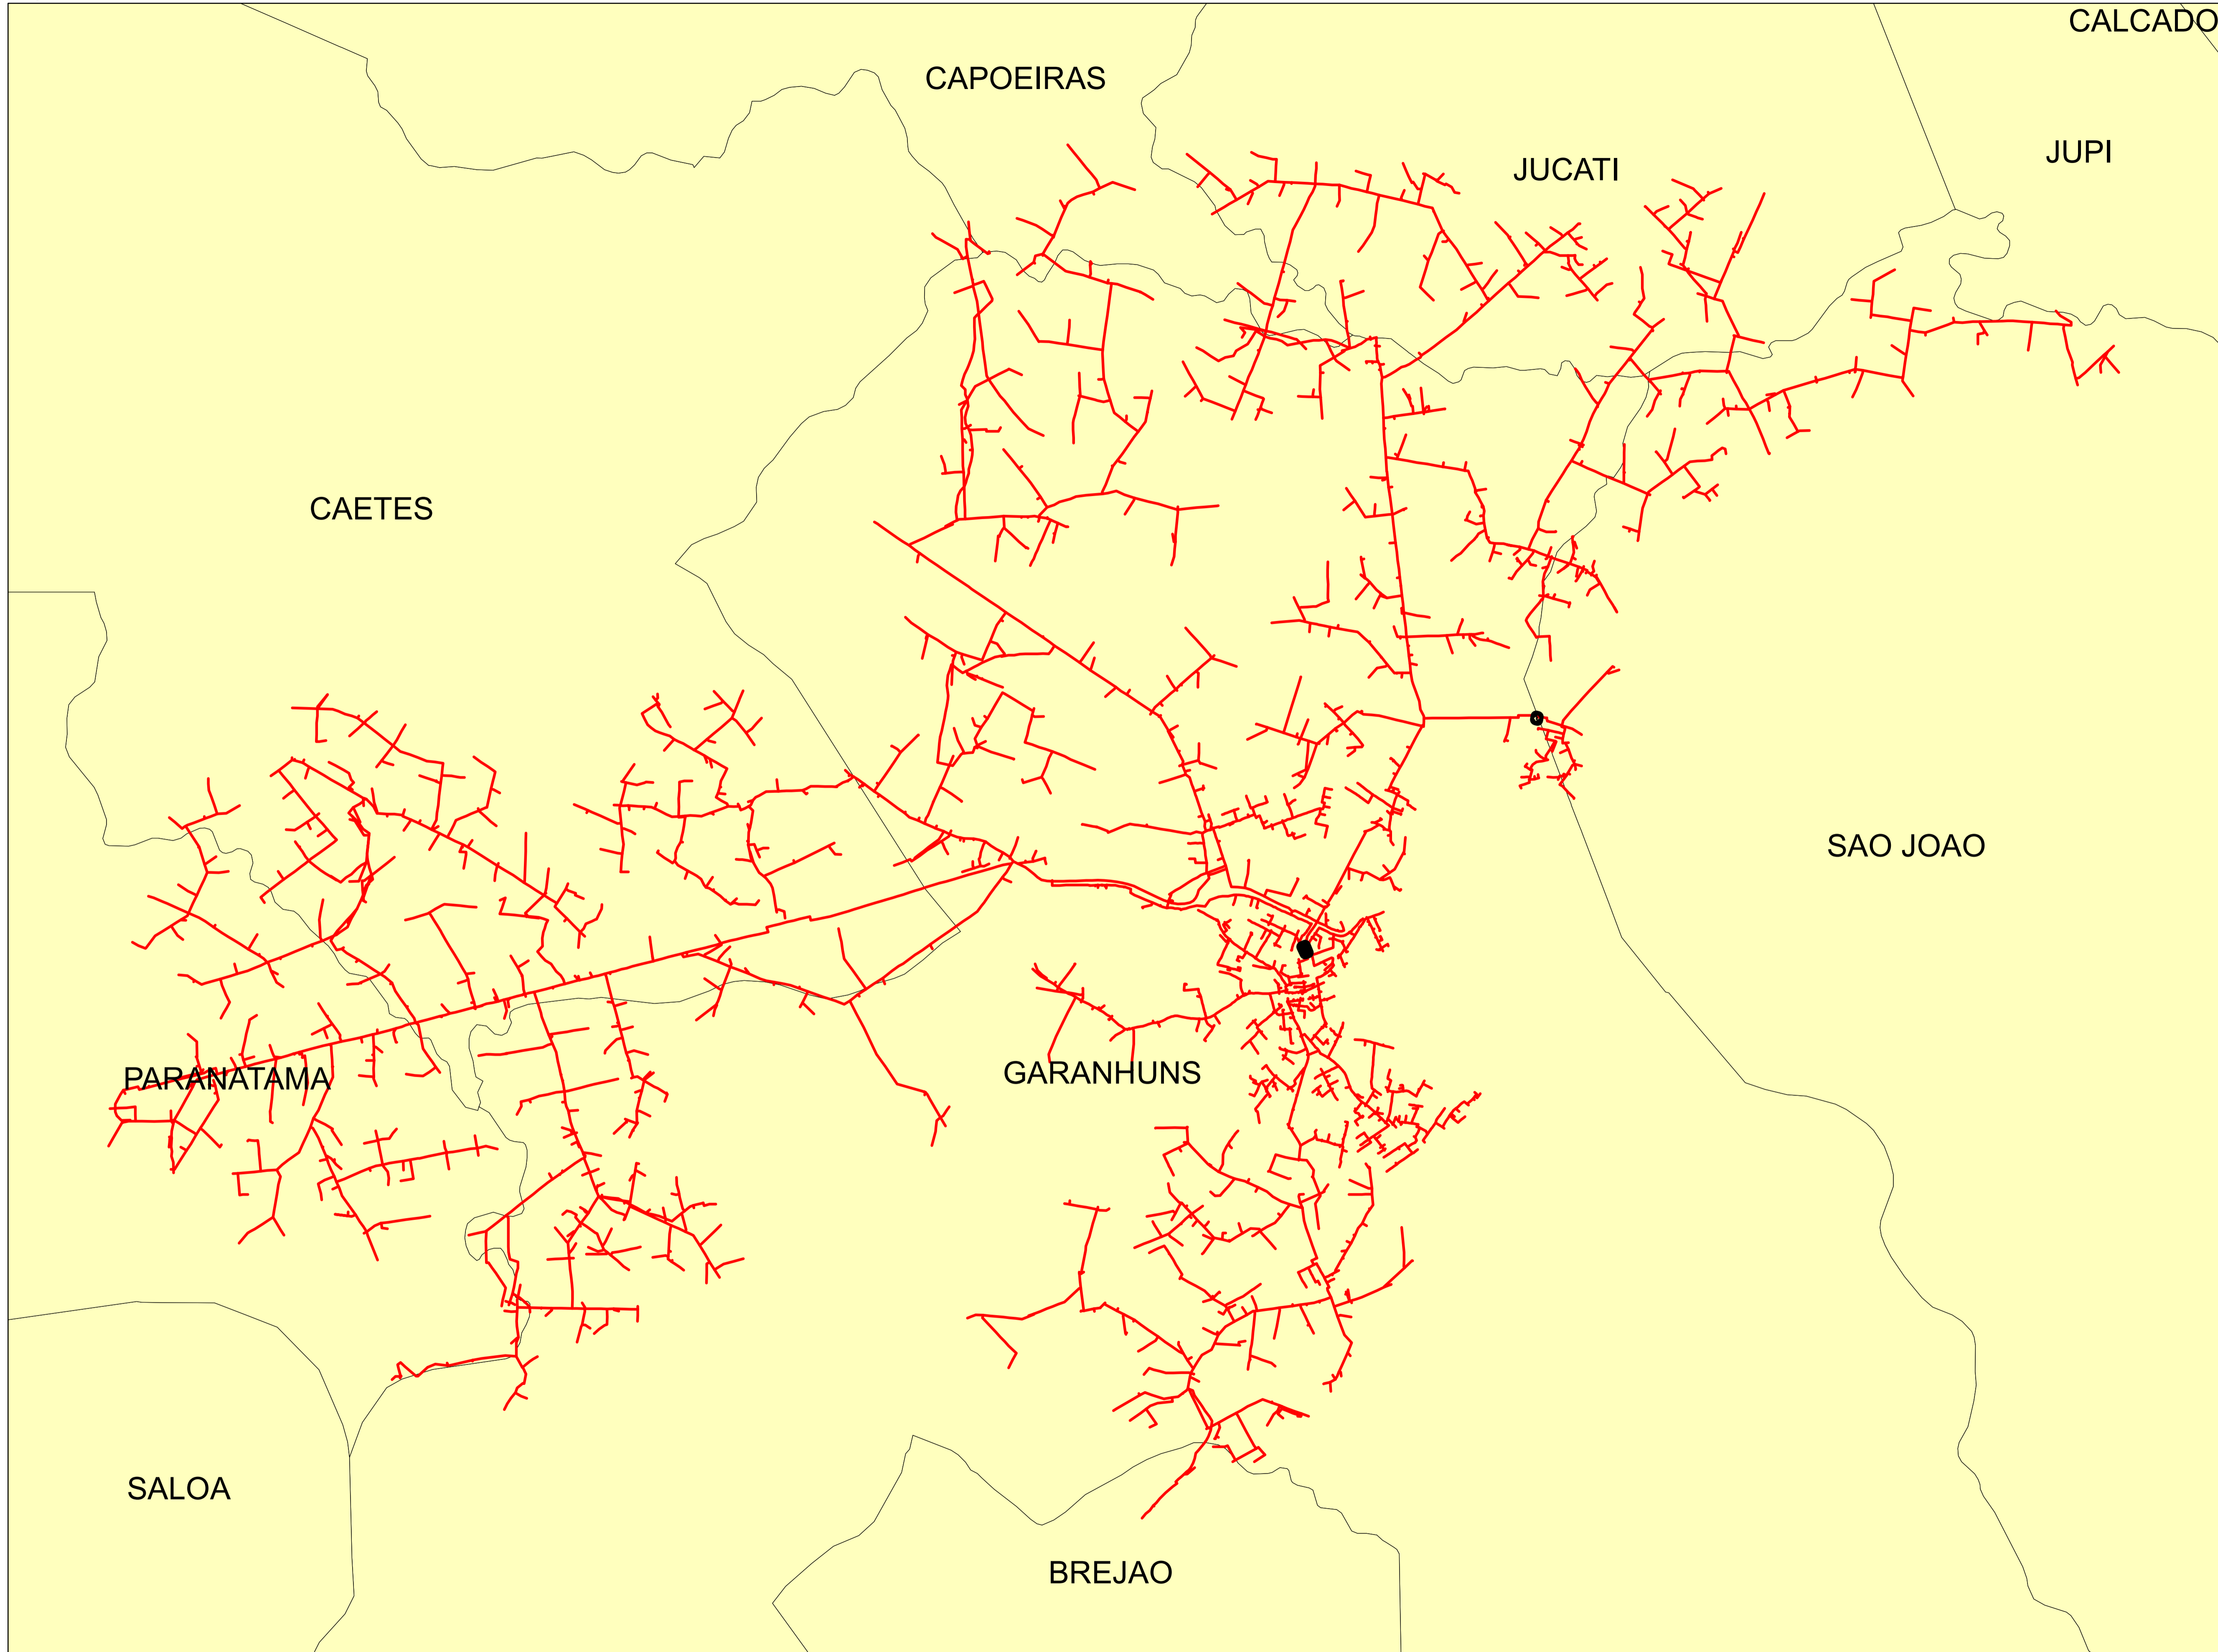 CALCADO
CAPOEIRAS
JUPI
JUCATI
CAETES
SAO JOAO
GARANHUNS
PARANATAMA
SALOA
BREJAO